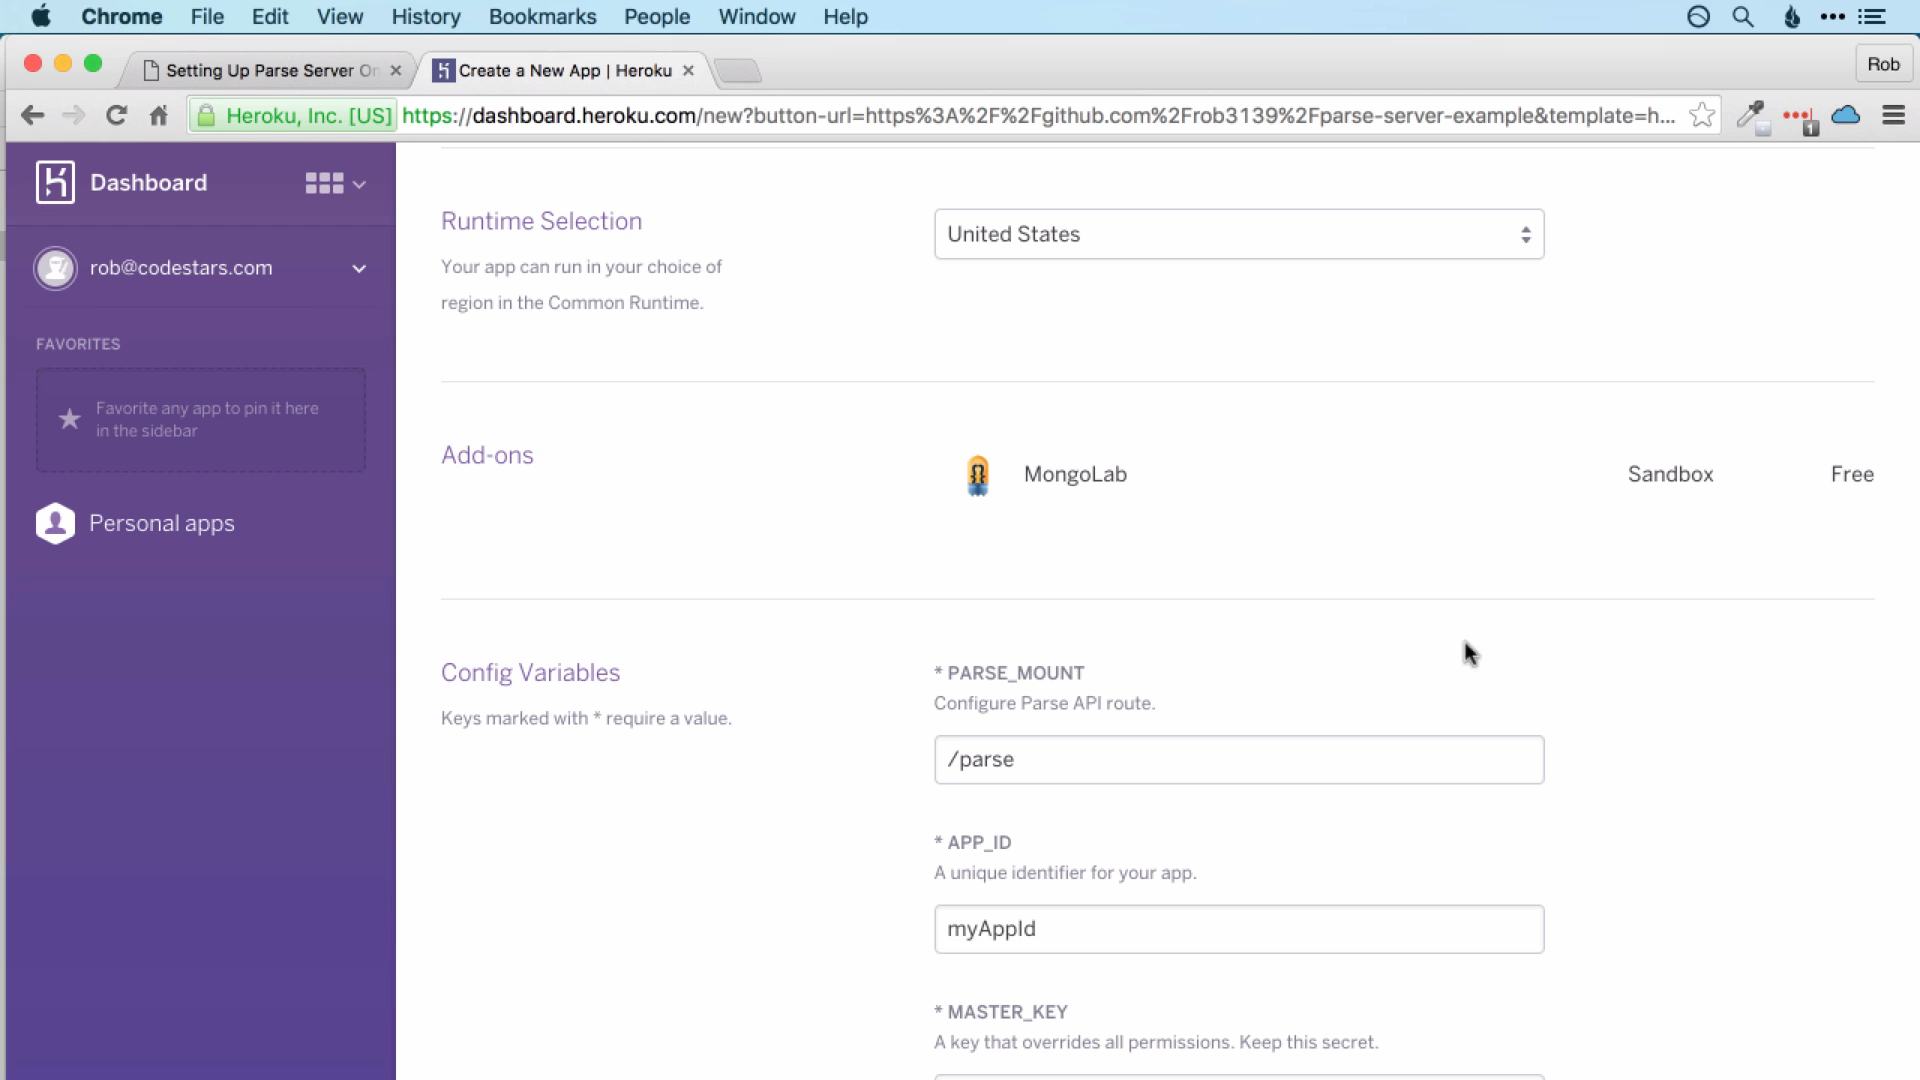 Chrome File Edit View History Bookmarks People Window Help
Setting Up Parse Server On
Create a New App | Heroku
Rob
Heroku, Inc. [US] https://dashboard.heroku.com/new?button-url=https%3A%2F%2Fgithub.com%2Frob3139%2Fparse-server-example&template=h...
1
Dashboard
rob@codestars.com
FAVORITES
Favorite any app to pin it here
in the sidebar
Personal apps
Runtime Selection
Your app can run in your choice of
region in the Common Runtime.
United States
Add-ons
MongoLab Sandbox Free
Config Variables
Keys marked with * require a value.
* PARSE_MOUNT
Configure Parse API route.
/parse
* APP_ID
A unique identifier for your app.
myAppId
* MASTER_KEY
A key that overrides all permissions. Keep this secret.